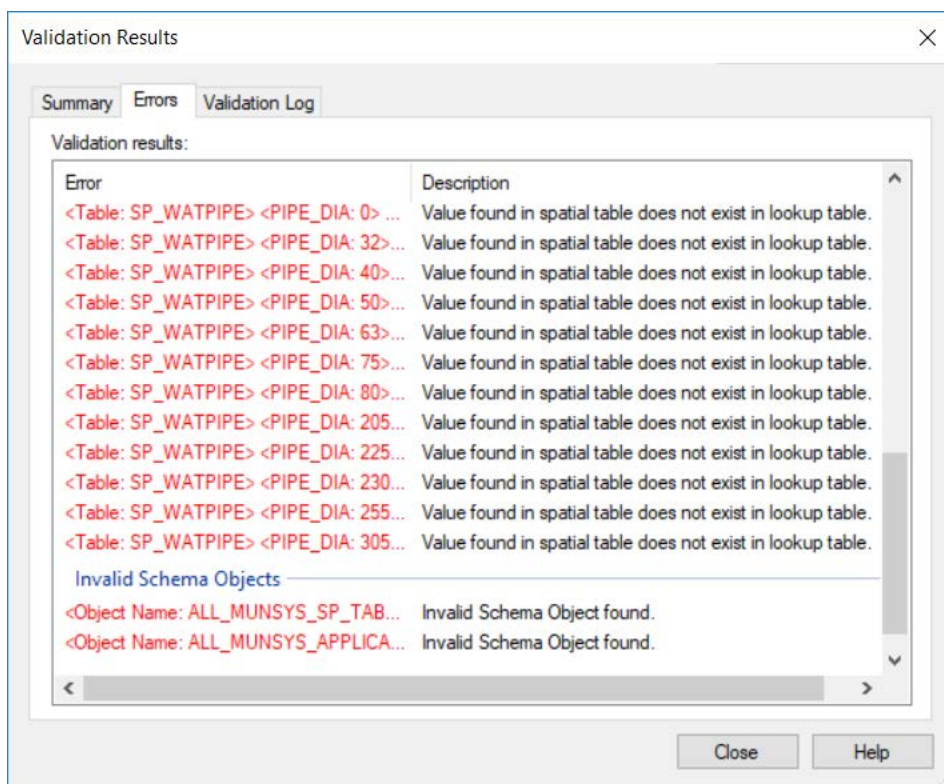 Validation Results
Summary Errors Validation Log
Validation results:
Error Description
<Table: SP_WATPIPE> <PIPE_DIA: 0> ... Value found in spatial table does not exist in lookup table.
<Table: SP_WATPIPE> <PIPE_DIA: 32>... Value found in spatial table does not exist in lookup table.
<Table: SP_WATPIPE> <PIPE_DIA: 40>... Value found in spatial table does not exist in lookup table.
<Table: SP_WATPIPE> <PIPE_DIA: 50>... Value found in spatial table does not exist in lookup table.
<Table: SP_WATPIPE> <PIPE_DIA: 63>... Value found in spatial table does not exist in lookup table.
<Table: SP_WATPIPE> <PIPE_DIA: 75>... Value found in spatial table does not exist in lookup table.
<Table: SP_WATPIPE> <PIPE_DIA: 80>... Value found in spatial table does not exist in lookup table.
<Table: SP_WATPIPE> <PIPE_DIA: 205... Value found in spatial table does not exist in lookup table.
<Table: SP_WATPIPE> <PIPE_DIA: 225... Value found in spatial table does not exist in lookup table.
<Table: SP_WATPIPE> <PIPE_DIA: 230... Value found in spatial table does not exist in lookup table.
<Table: SP_WATPIPE> <PIPE_DIA: 255... Value found in spatial table does not exist in lookup table.
<Table: SP_WATPIPE> <PIPE_DIA: 305... Value found in spatial table does not exist in lookup table.
Invalid Schema Objects
<Object Name: ALL_MUNSYS_SP_TAB... Invalid Schema Object found.
<Object Name: ALL_MUNSYS_APPLICA... Invalid Schema Object found.
Close Help